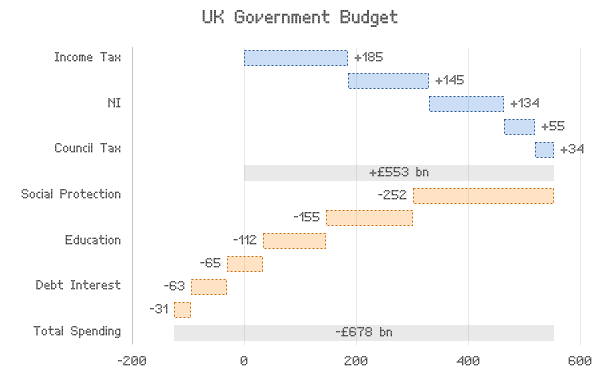 UK Government Budget
Income Tax
+185
+145
NI
+134
+55
Council Tax
+34
+£553 bn
Social Protection
-252
-155
Education
-112
-65
Debt Interest
-63
-31
Total Spending
-£678 bn
-200 0 200 400 600